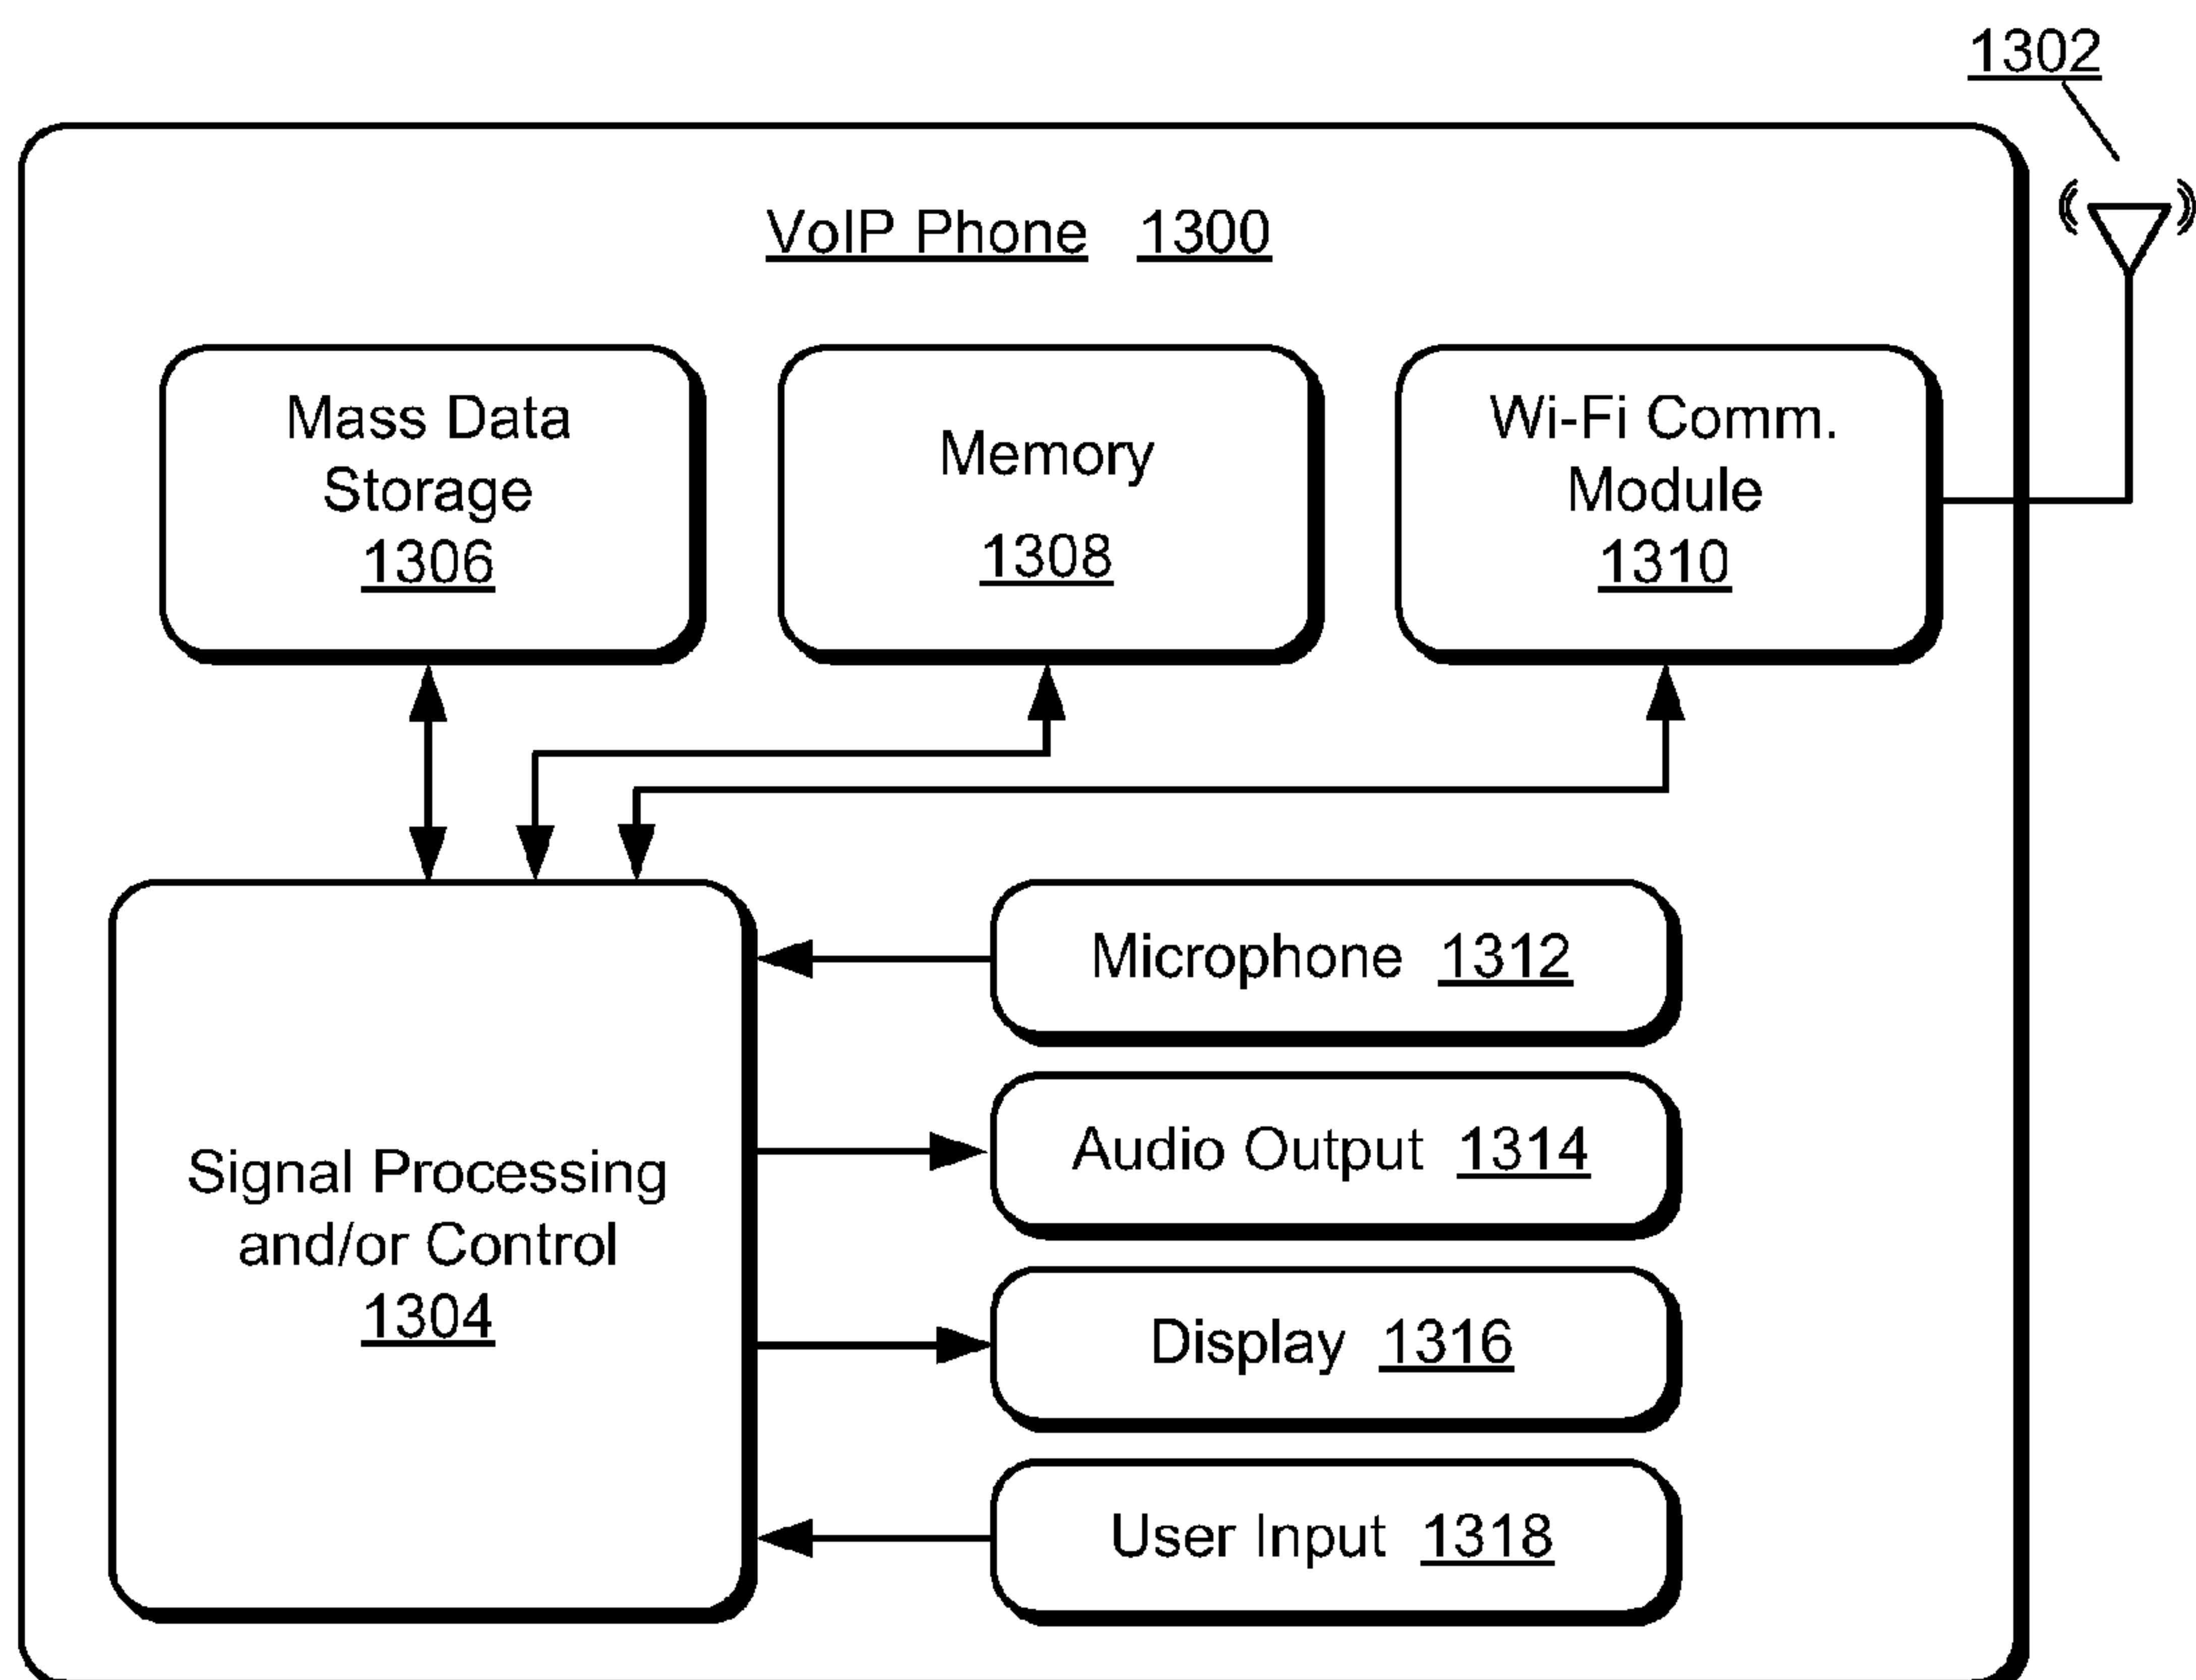 1302
VoIP Phone 1300
Mass Data
Storage
1306
Memory
1308
Wi-Fi Comm.
Module
1310
Signal Processing
and/or Control
1304
Microphone 1312
Audio Output 1314
Display 1316
User Input 1318